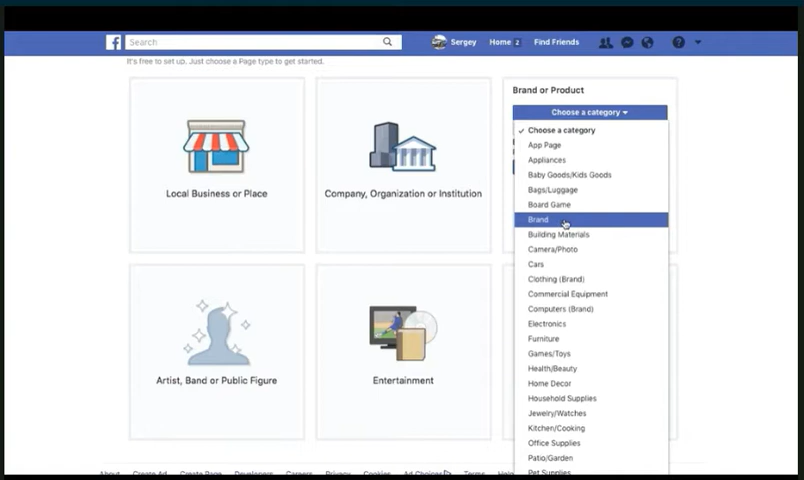 f
Search
Sergey
Home 2
Find Friends
It's free to set up. Just choose a Page type to get started.
Local Business or Place
Company, Organization or Institution
Artist, Band or Public Figure
Entertainment
Brand or Product
Choose a category
Choose a category
App Page
Appliances
Baby Goods/Kids Goods
Bags/Luggage
Board Game
Brand
Building Materials
Camera/Photo
Cars
Clothing (Brand)
Commercial Equipment
Computers (Brand)
Electronics
Furniture
Games/Toys
Health/Beauty
Home Decor
Household Supplies
Jewelry/Watches
Kitchen/Cooking
Office Supplies
Patio/Garden
Pet Supplies
About Create Ad Create Page Developers Careers Privacy Cookies Ad Choices Terms Help